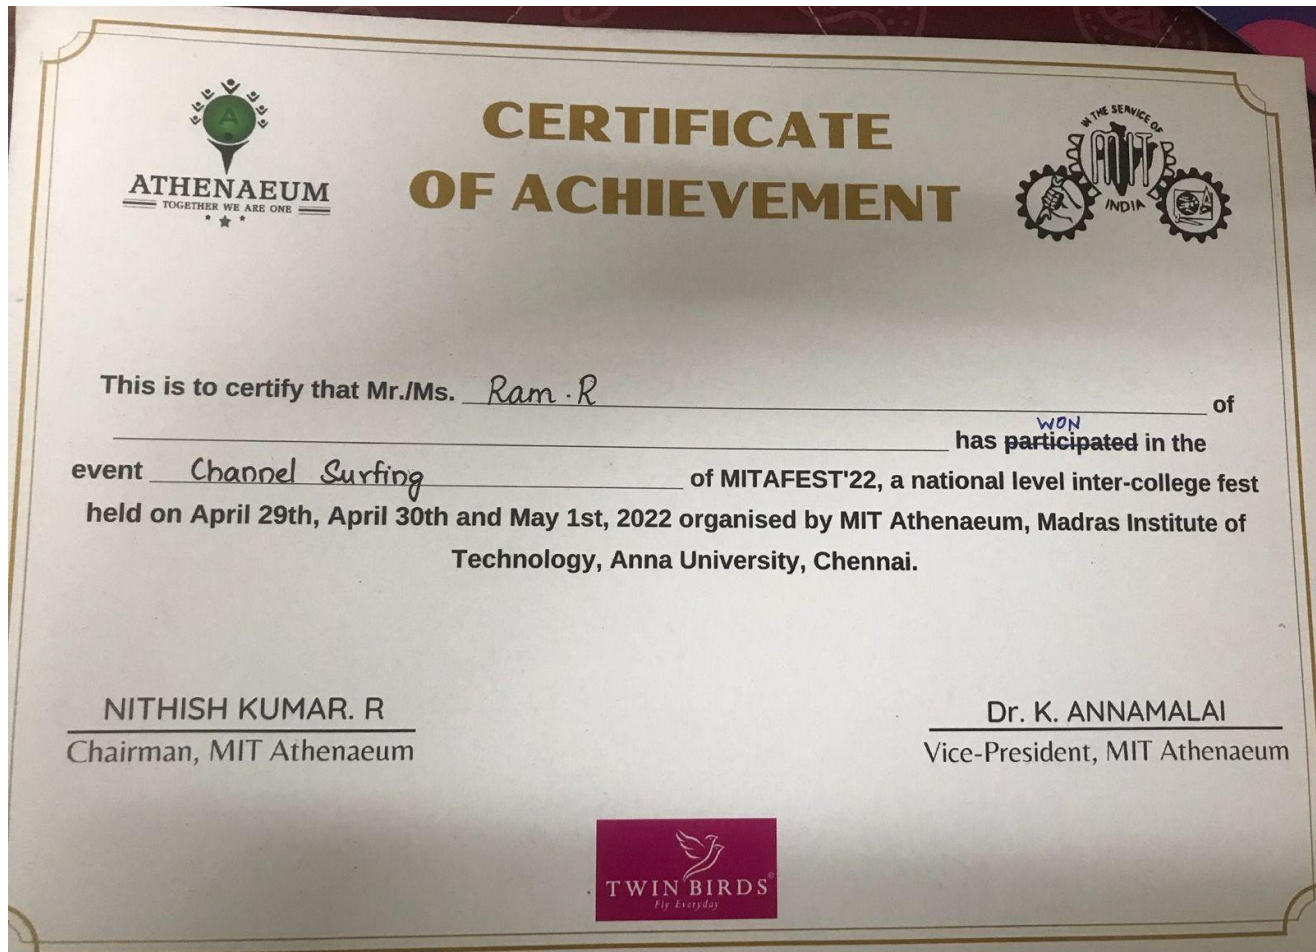 ATHENAEUM
TOGETHER WE ARE ONE
CERTIFICATE
OF ACHIEVEMENT
IN THE SERVICE OF
MIT
INDIA
This is to certify that Mr./Ms. Ram . R of
WON
has participated in the
event Channel Surfing of MITAFEST'22, a national level inter-college fest
held on April 29th, April 30th and May 1st, 2022 organised by MIT Athenaeum, Madras Institute of
Technology, Anna University, Chennai.
NITHISH KUMAR. R
Chairman, MIT Athenaeum
Dr. K. ANNAMALAI
Vice-President, MIT Athenaeum
TWIN BIRDS®
Fly Everyday